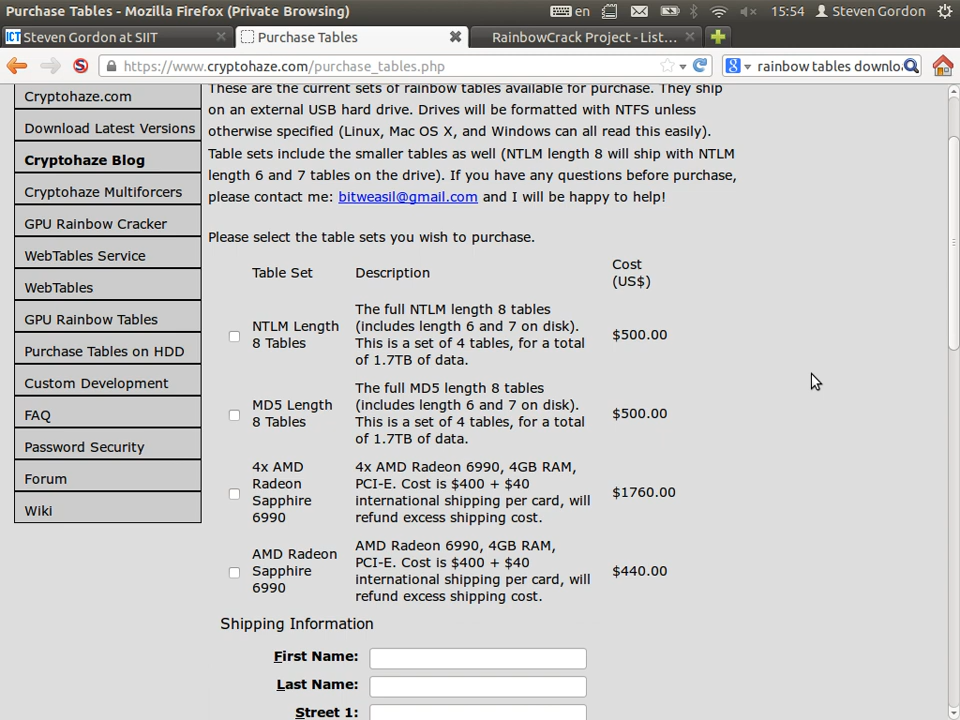 Purchase Tables - Mozilla Firefox (Private Browsing)
en
15:54
Steven Gordon
ICT Steven Gordon at SIIT
Purchase Tables
RainbowCrack Project - List...
https://www.cryptohaze.com/purchase_tables.php
rainbow tables downlo
Cryptohaze.com
Download Latest Versions
Cryptohaze Blog
Cryptohaze Multiforcers
GPU Rainbow Cracker
WebTables Service
WebTables
GPU Rainbow Tables
Purchase Tables on HDD
Custom Development
FAQ
Password Security
Forum
Wiki
These are the current sets of rainbow tables available for purchase. They ship
on an external USB hard drive. Drives will be formatted with NTFS unless
otherwise specified (Linux, Mac OS X, and Windows can all read this easily).
Table sets include the smaller tables as well (NTLM length 8 will ship with NTLM
length 6 and 7 tables on the drive). If you have any questions before purchase,
please contact me: bitweasil@gmail.com and I will be happy to help!
Please select the table sets you wish to purchase.
Table Set
Description
Cost
(US$)
NTLM Length
8 Tables
The full NTLM length 8 tables
(includes length 6 and 7 on disk).
This is a set of 4 tables, for a total
of 1.7TB of data.
$500.00
MD5 Length
8 Tables
The full MD5 length 8 tables
(includes length 6 and 7 on disk).
This is a set of 4 tables, for a total
of 1.7TB of data.
$500.00
4x AMD
Radeon
Sapphire
6990
4x AMD Radeon 6990, 4GB RAM,
PCI-E. Cost is $400 + $40
international shipping per card, will
refund excess shipping cost.
$1760.00
AMD Radeon
Sapphire
6990
AMD Radeon 6990, 4GB RAM,
PCI-E. Cost is $400 + $40
international shipping per card, will
refund excess shipping cost.
$440.00
Shipping Information
First Name:
Last Name:
Street 1: